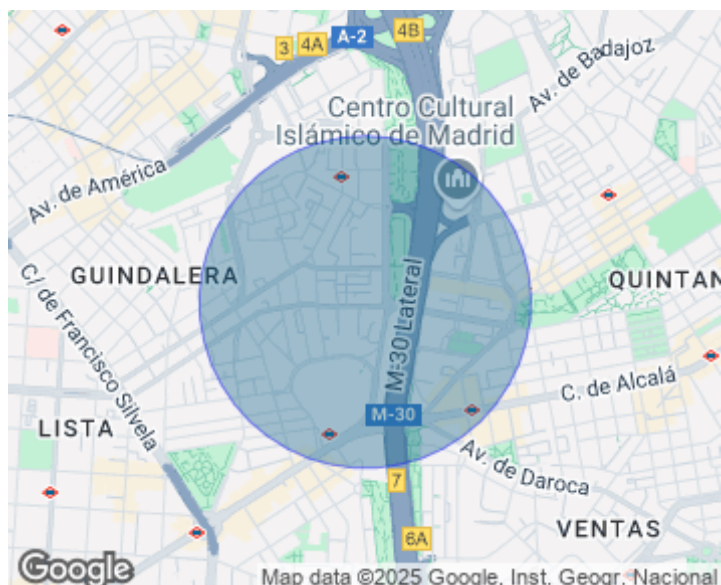 4B
3
4A
A-2
Av. de Badajoz
Centro Cultural
Islámico de Madrid
Av. de América
GUINDALERA
QUINTAN
C/ de Francisco Silvela
M-30 Lateral
C. de Alcalá
M-30
LISTA
Av. de Daroca
7
6A
VENTAS
Google
Map data ©2025 Google, Inst. Geogr. Nacional